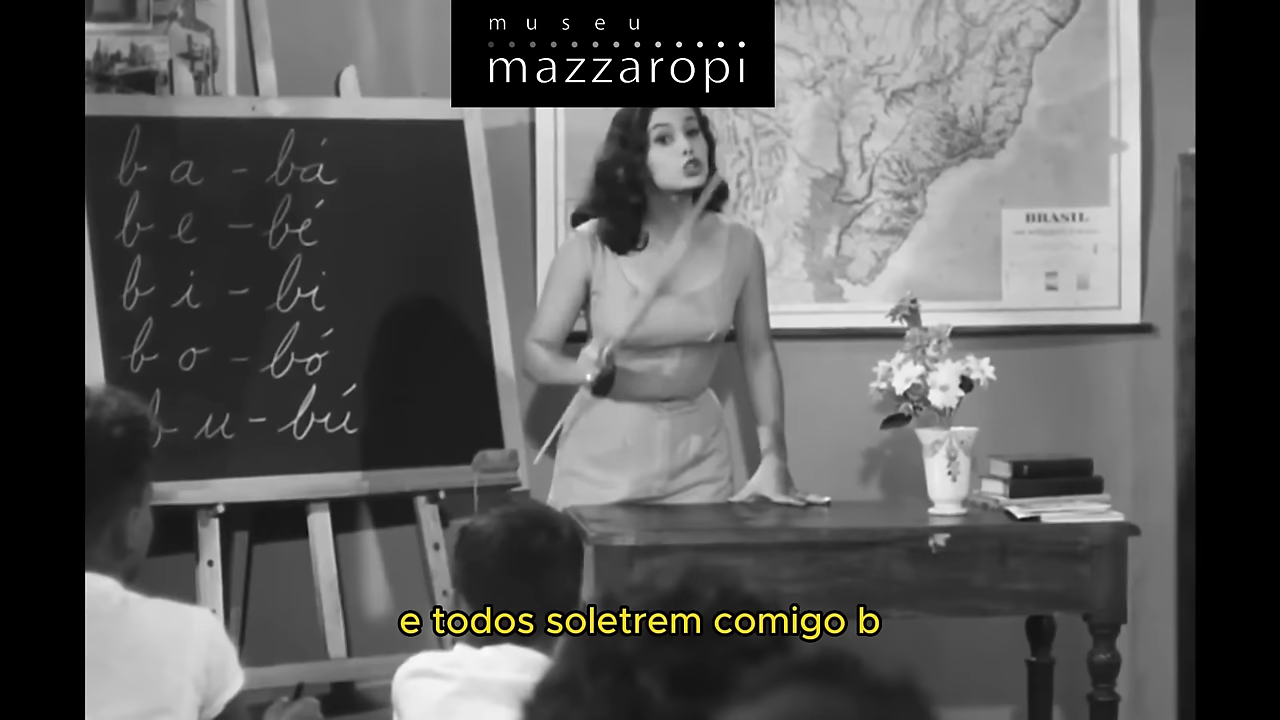 museu
mazzaropi
b a - bá
b e - bé
b i - bi
b o - bó
b u - bú
BRASIL
e todos soletrem comigo b